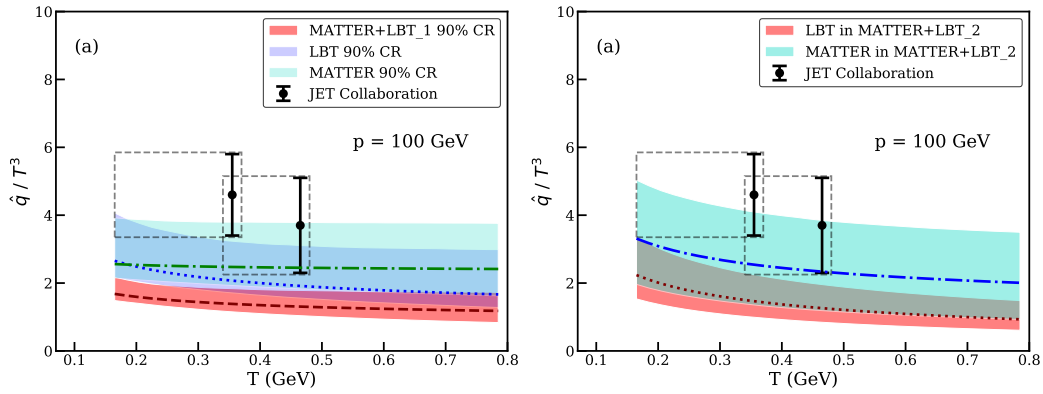 10
8
6
4
2
0
q̂ / T³
(a)
MATTER+LBT_1 90% CR
LBT 90% CR
MATTER 90% CR
JET Collaboration
p = 100 GeV
0.1 0.2 0.3 0.4 0.5 0.6 0.7 0.8
T (GeV)
10
8
6
4
2
0
q̂ / T³
(a)
LBT in MATTER+LBT_2
MATTER in MATTER+LBT_2
JET Collaboration
p = 100 GeV
0.1 0.2 0.3 0.4 0.5 0.6 0.7 0.8
T (GeV)